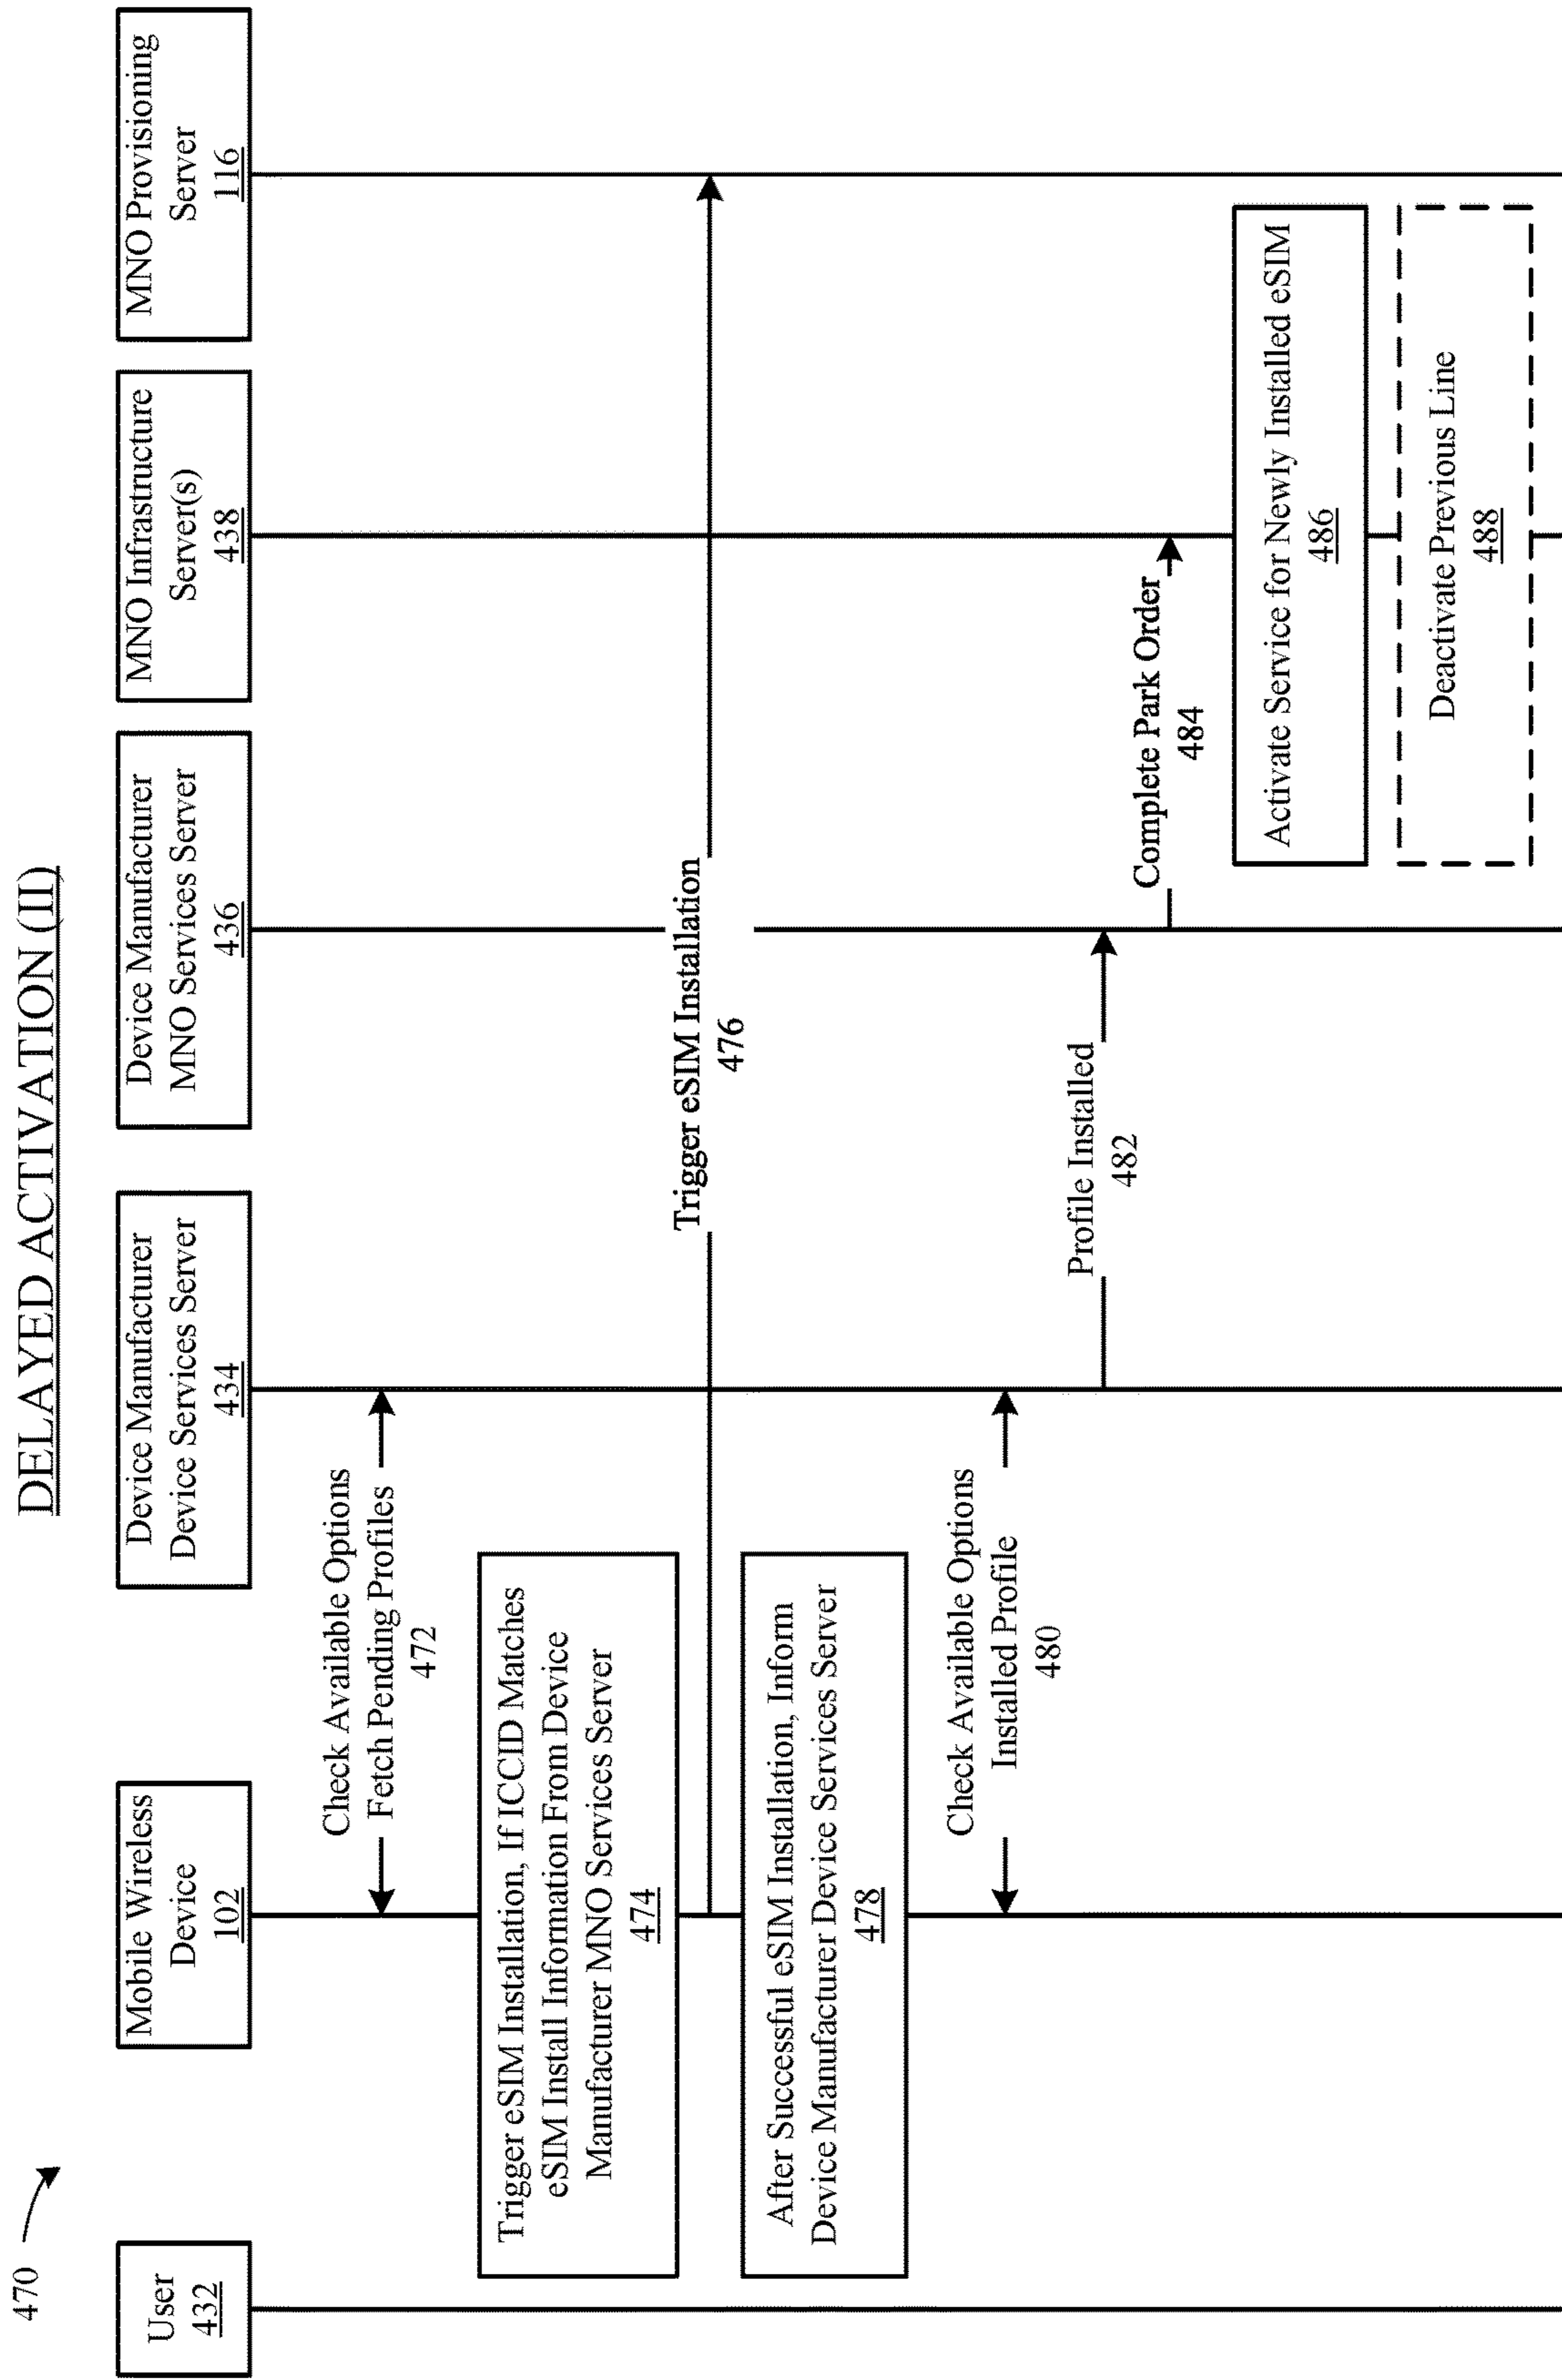 DELAYED ACTIVATION (II)
470
User
432
Mobile Wireless
Device
102
Device Manufacturer
Device Services Server
434
Device Manufacturer
MNO Services Server
436
MNO Infrastructure
Server(s)
438
MNO Provisioning
Server
116
Check Available Options
Fetch Pending Profiles
472
Trigger eSIM Installation, If ICCID Matches
eSIM Install Information From Device
Manufacturer MNO Services Server
474
Trigger eSIM Installation
476
After Successful eSIM Installation, Inform
Device Manufacturer Device Services Server
478
Check Available Options
Installed Profile
480
Profile Installed
482
Complete Park Order
484
Activate Service for Newly Installed eSIM
486
Deactivate Previous Line
488